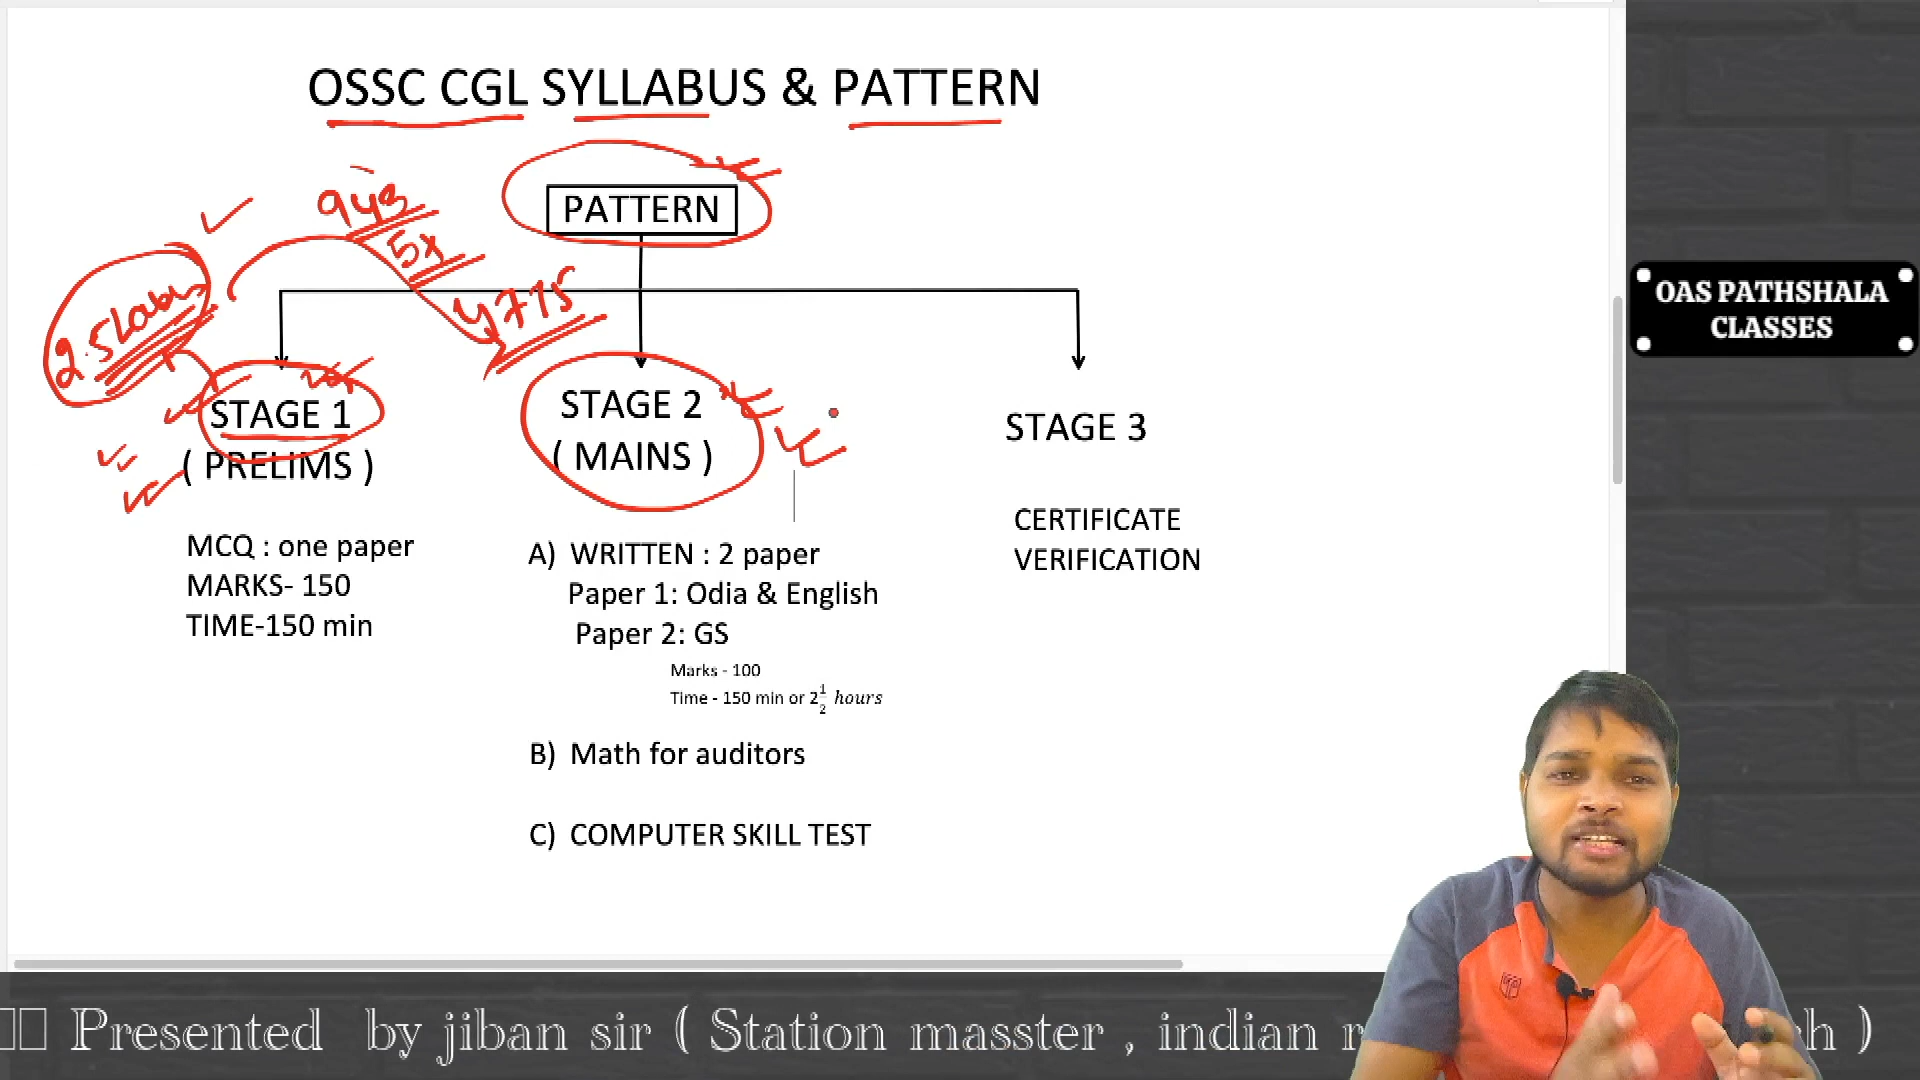 OSSC CGL SYLLABUS & PATTERN
PATTERN
943
5x
4715
2.5 Lakhs
STAGE 1
( PRELIMS )
MCQ : one paper
MARKS- 150
TIME-150 min
STAGE 2
( MAINS )
A) WRITTEN : 2 paper
Paper 1: Odia & English
Paper 2: GS
Marks - 100
Time - 150 min or 2½ hours
B) Math for auditors
C) COMPUTER SKILL TEST
STAGE 3
CERTIFICATE
VERIFICATION
OAS PATHSHALA
CLASSES
Presented by jiban sir ( Station masster , indian r
h )